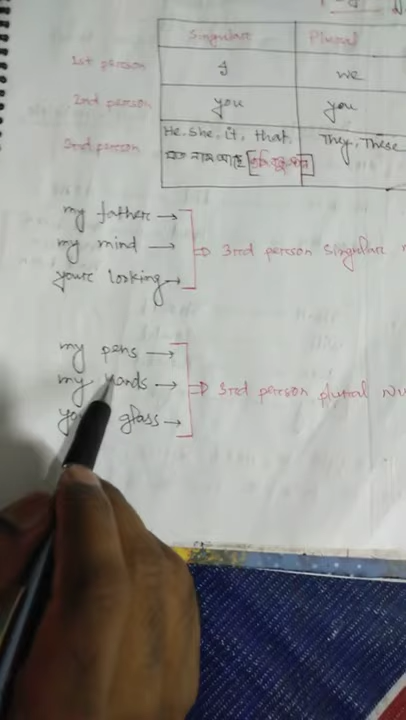 Singular Plural
1st person I we
2nd person you you
3rd person He, She, it, that, They, These
my father →
my mind → ⇒ 3rd person Singular
your looking →
my pens →
my → ⇒ 3rd person plural Nu
glass →